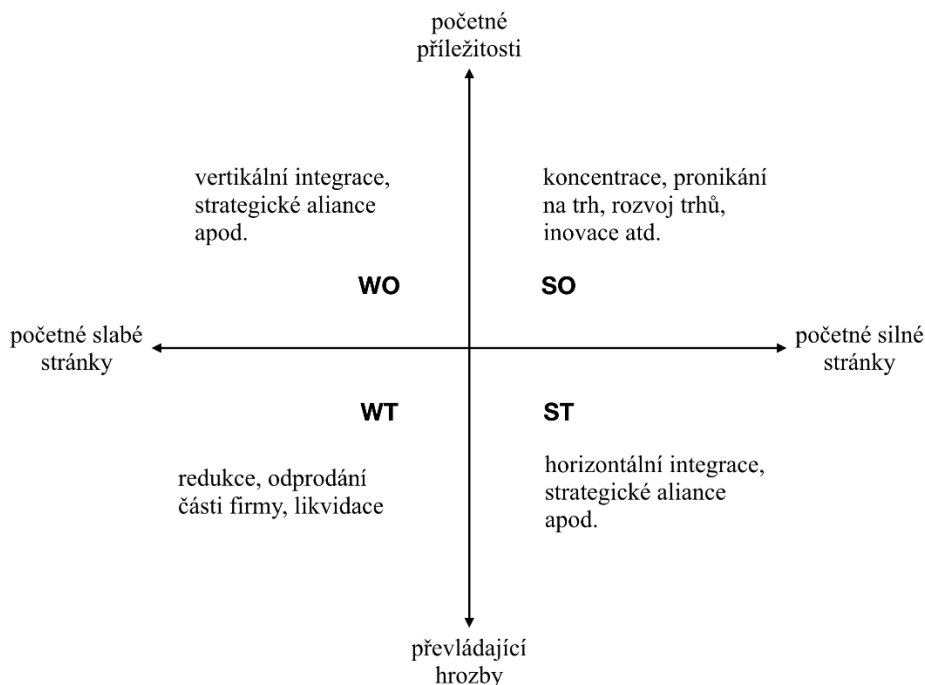 početné
příležitosti
vertikální integrace,
strategické aliance
apod.
koncentrace, pronikání
na trh, rozvoj trhů,
inovace atd.
WO
SO
početné slabé
stránky
početné silné
stránky
WT
ST
redukce, odprodání
části firmy, likvidace
horizontální integrace,
strategické aliance
apod.
převládající
hrozby